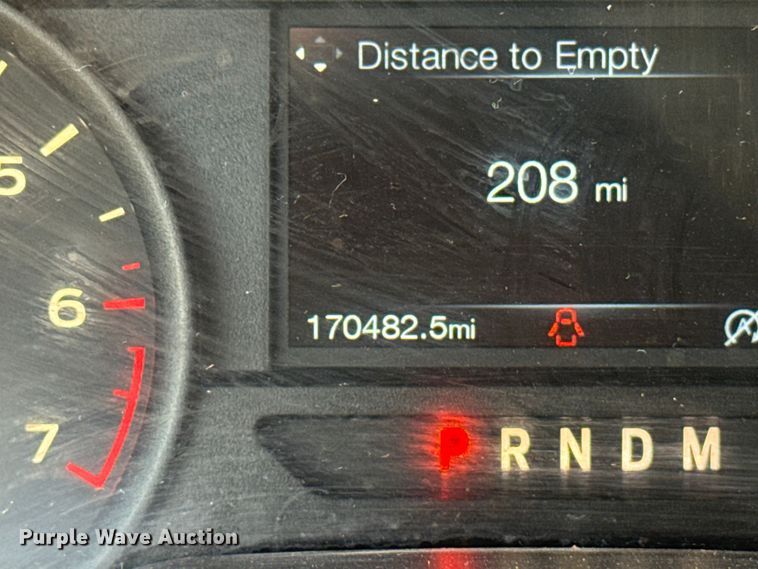 Distance to Empty
208 mi
170482.5mi
5
6
7
P R N D M
Purple Wave Auction